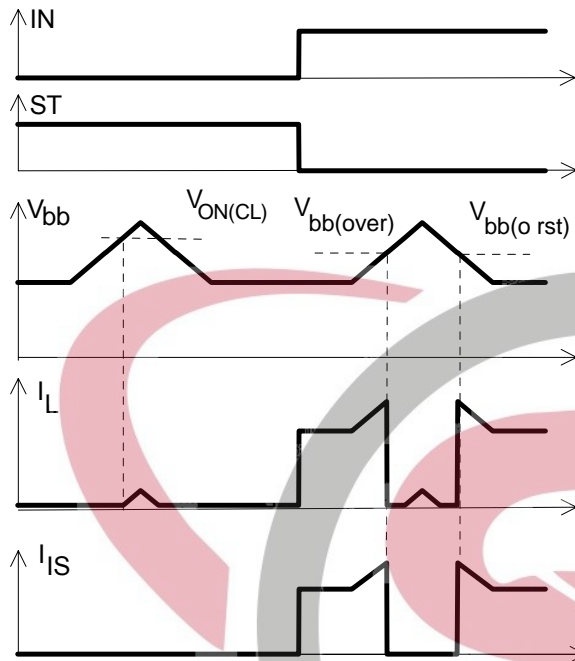 IN
ST
Vbb
VON(CL)
Vbb(over)
Vbb(o rst)
IL
IIS